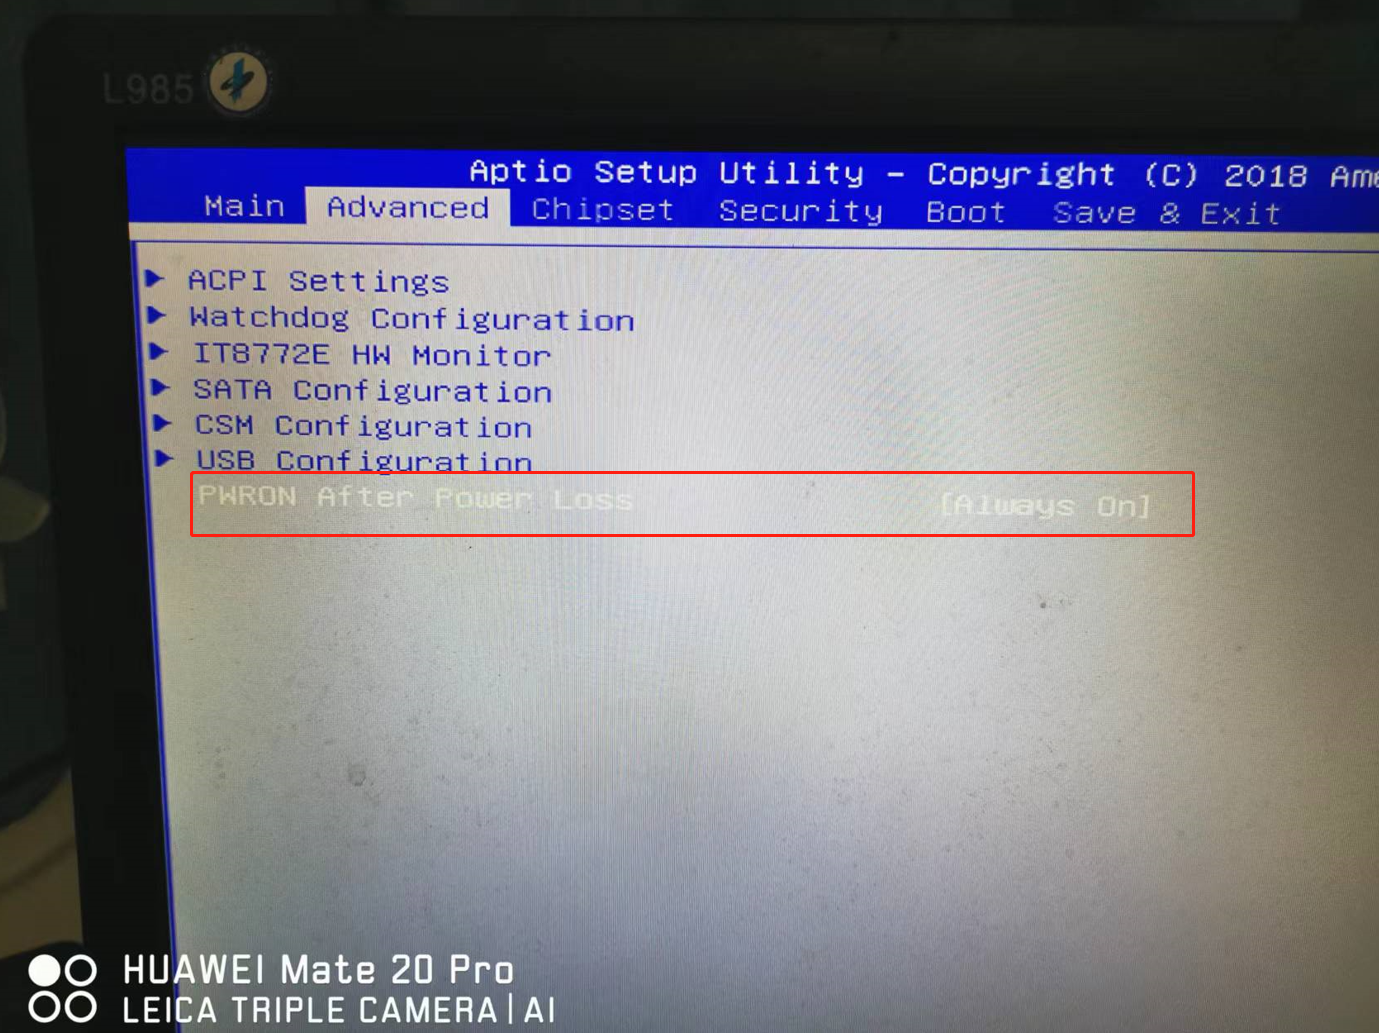 L985
Aptio Setup Utility - Copyright (C) 2018 Ame
Main Advanced Chipset Security Boot Save & Exit
ACPI Settings
Watchdog Configuration
IT8772E HW Monitor
SATA Configuration
CSM Configuration
USB Configuration
PWRON After Power Loss [Always On]
HUAWEI Mate 20 Pro
LEICA TRIPLE CAMERA | AI